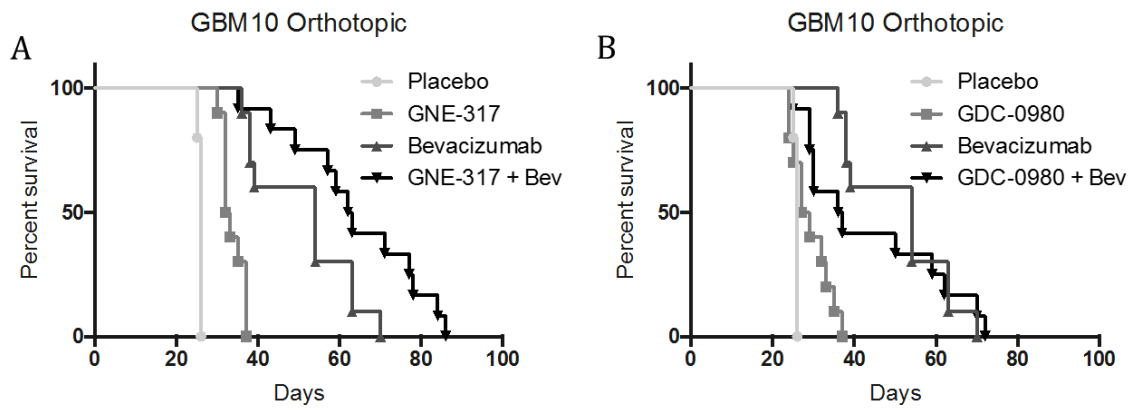 GBM10 Orthotopic
A
Percent survival
100
50
0
0 20 40 60 80 100
Days
Placebo
GNE-317
Bevacizumab
GNE-317 + Bev
GBM10 Orthotopic
B
Percent survival
100
50
0
0 20 40 60 80 100
Days
Placebo
GDC-0980
Bevacizumab
GDC-0980 + Bev